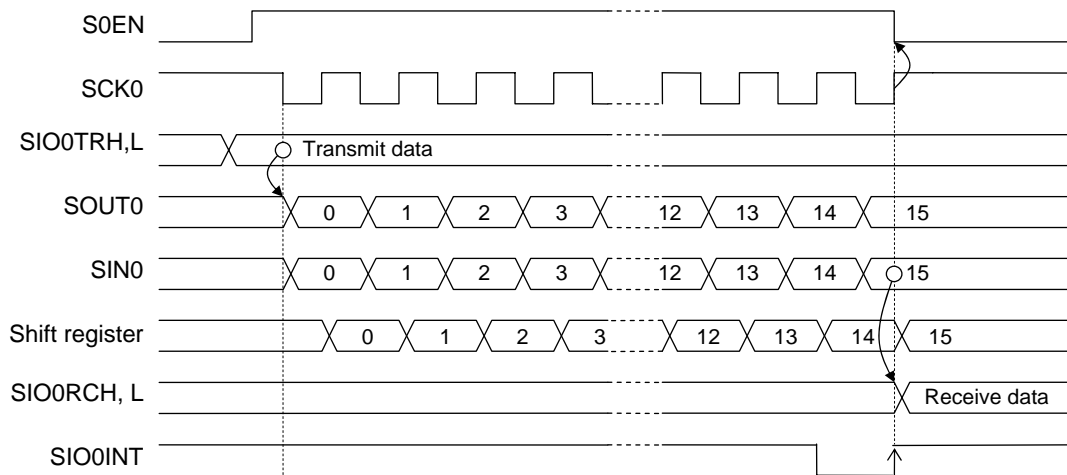 S0EN
SCK0
SIO0TRH,L Transmit data
SOUT0 0 1 2 3 12 13 14 15
SIN0 0 1 2 3 12 13 14 15
Shift register 0 1 2 3 12 13 14 15
SIO0RCH, L Receive data
SIO0INT